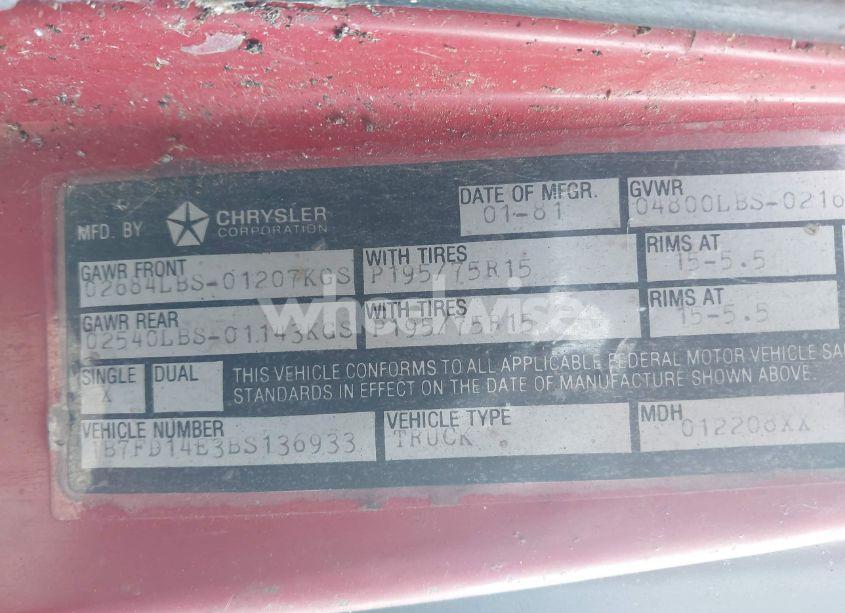 MFD. BY CHRYSLER CORPORATION DATE OF MFGR. 01-81 GVWR 04800LBS-0216
GAWR FRONT 02684LBS-01207KGS WITH TIRES P195/75R15 RIMS AT 15-5.5
GAWR REAR 02540LBS-01143KGS WITH TIRES P195/75R15 RIMS AT 15-5.5
SINGLE X DUAL THIS VEHICLE CONFORMS TO ALL APPLICABLE FEDERAL MOTOR VEHICLE SA
STANDARDS IN EFFECT ON THE DATE OF MANUFACTURE SHOWN ABOVE.
VEHICLE NUMBER 1B7FD14E3BS136933 VEHICLE TYPE TRUCK MDH 012208XX
wheelwise